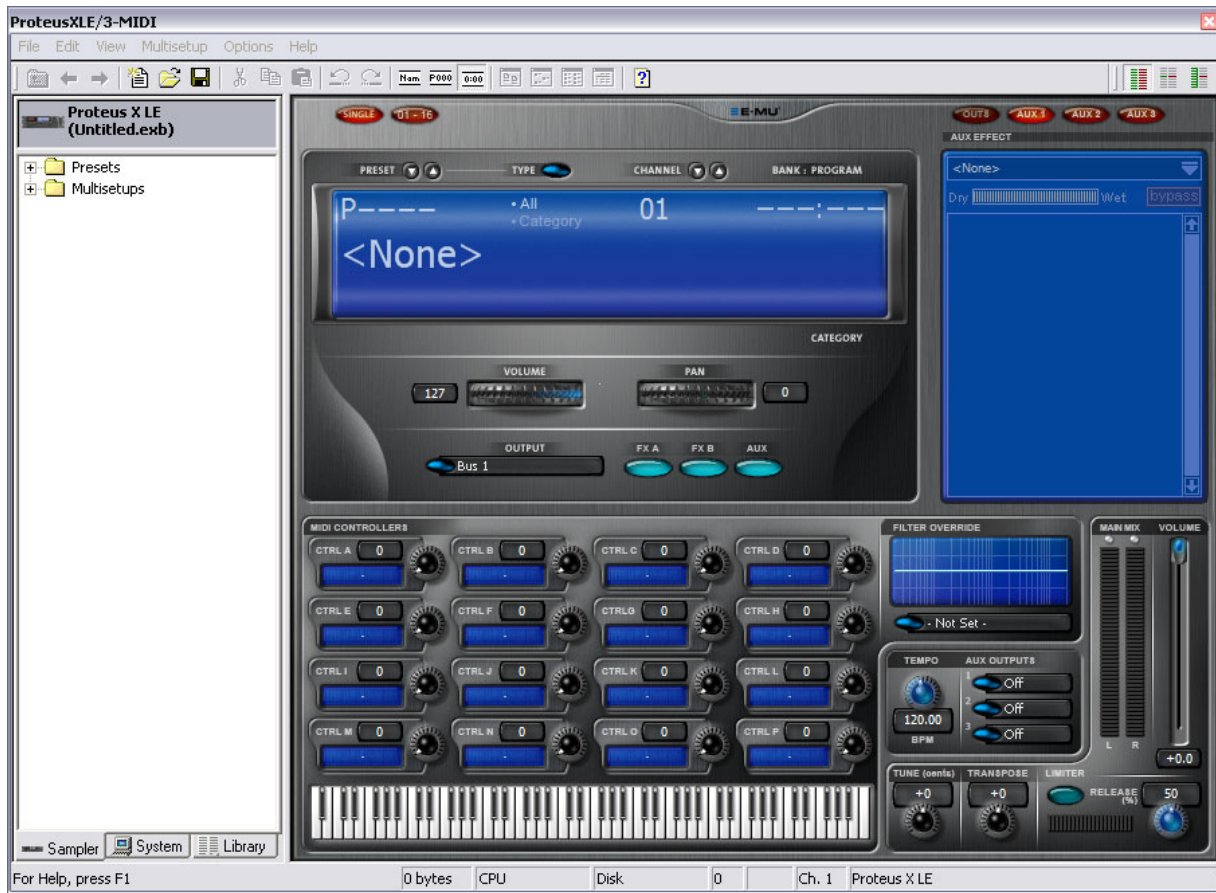 ProteusXLE/3-MIDI
File Edit View Multisetup Options Help
Nam P000 0:00
Proteus X LE
(Untitled.exb)
Presets
Multisetups
SINGLE 01 - 16
E-MU
OUTS AUX 1 AUX 2 AUX 3
AUX EFFECT
<None>
Dry Wet bypass
PRESET TYPE CHANNEL BANK : PROGRAM
P---- • All 01 ---:---
• Category
<None>
CATEGORY
VOLUME PAN
127 0
OUTPUT FX A FX B AUX
Bus 1
MIDI CONTROLLERS
CTRL A 0 CTRL B 0 CTRL C 0 CTRL D 0
- - - -
CTRL E 0 CTRL F 0 CTRLG 0 CTRL H 0
- - - -
CTRL I 0 CTRL J 0 CTRL K 0 CTRL L 0
- - - -
CTRL M 0 CTRL N 0 CTRL O 0 CTRL P 0
- - - -
FILTER OVERRIDE
- Not Set -
TEMPO AUX OUTPUTS
120.00
BPM
1 Off
2 Off
3 Off
MAIN MIX VOLUME
L R
+0.0
TUNE (cents) TRANSPOSE LIMITER
+0 +0 RELEASE (%) 50
Sampler System Library
For Help, press F1 0 bytes CPU Disk 0 Ch. 1 Proteus X LE